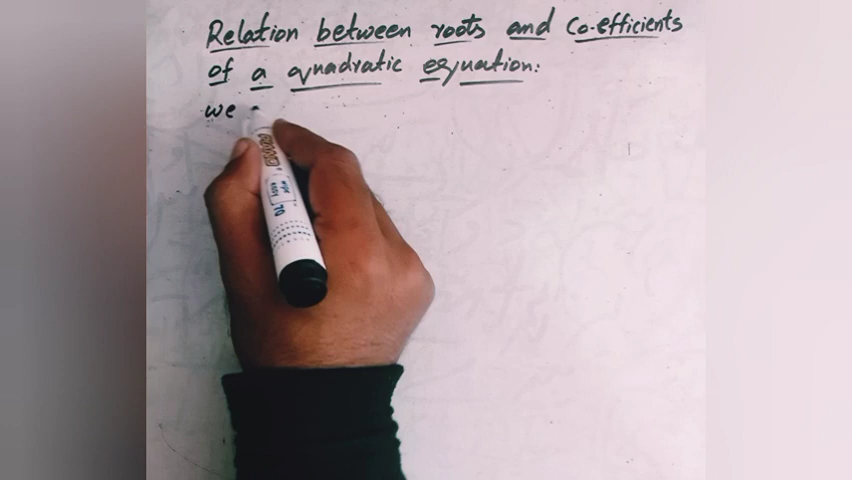 Relation between roots and co-efficients
of a quadratic equation:
we